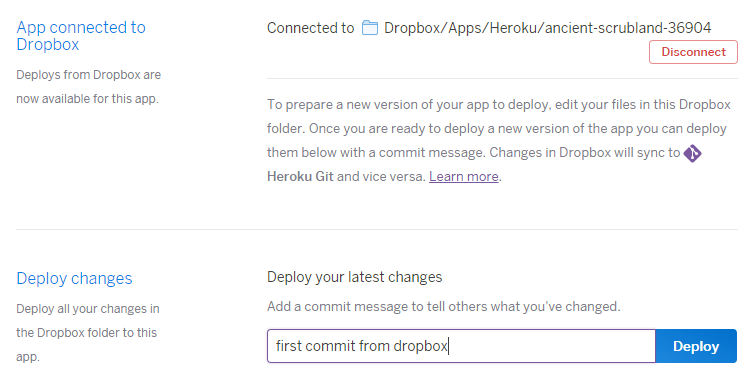 App connected to
Dropbox
Deploys from Dropbox are
now available for this app.
Connected to Dropbox/Apps/Heroku/ancient-scrubland-36904
Disconnect
To prepare a new version of your app to deploy, edit your files in this Dropbox
folder. Once you are ready to deploy a new version of the app you can deploy
them below with a commit message. Changes in Dropbox will sync to
Heroku Git and vice versa. Learn more.
Deploy changes
Deploy all your changes in
the Dropbox folder to this
app.
Deploy your latest changes
Add a commit message to tell others what you've changed.
first commit from dropbox
Deploy